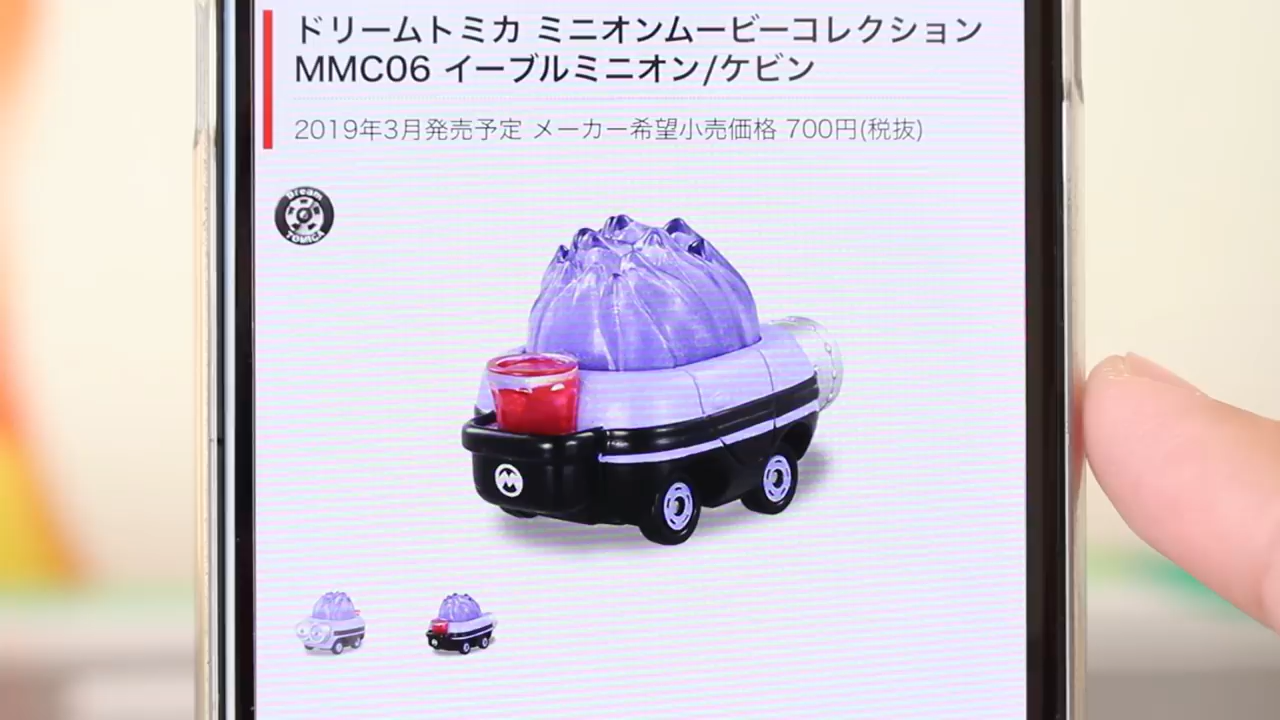 ドリームトミカ ミニオンムービーコレクション
MMC06 イーブルミニオン/ケビン
2019年3月発売予定 メーカー希望小売価格 700円(税抜)
Dream
TOMICA
M